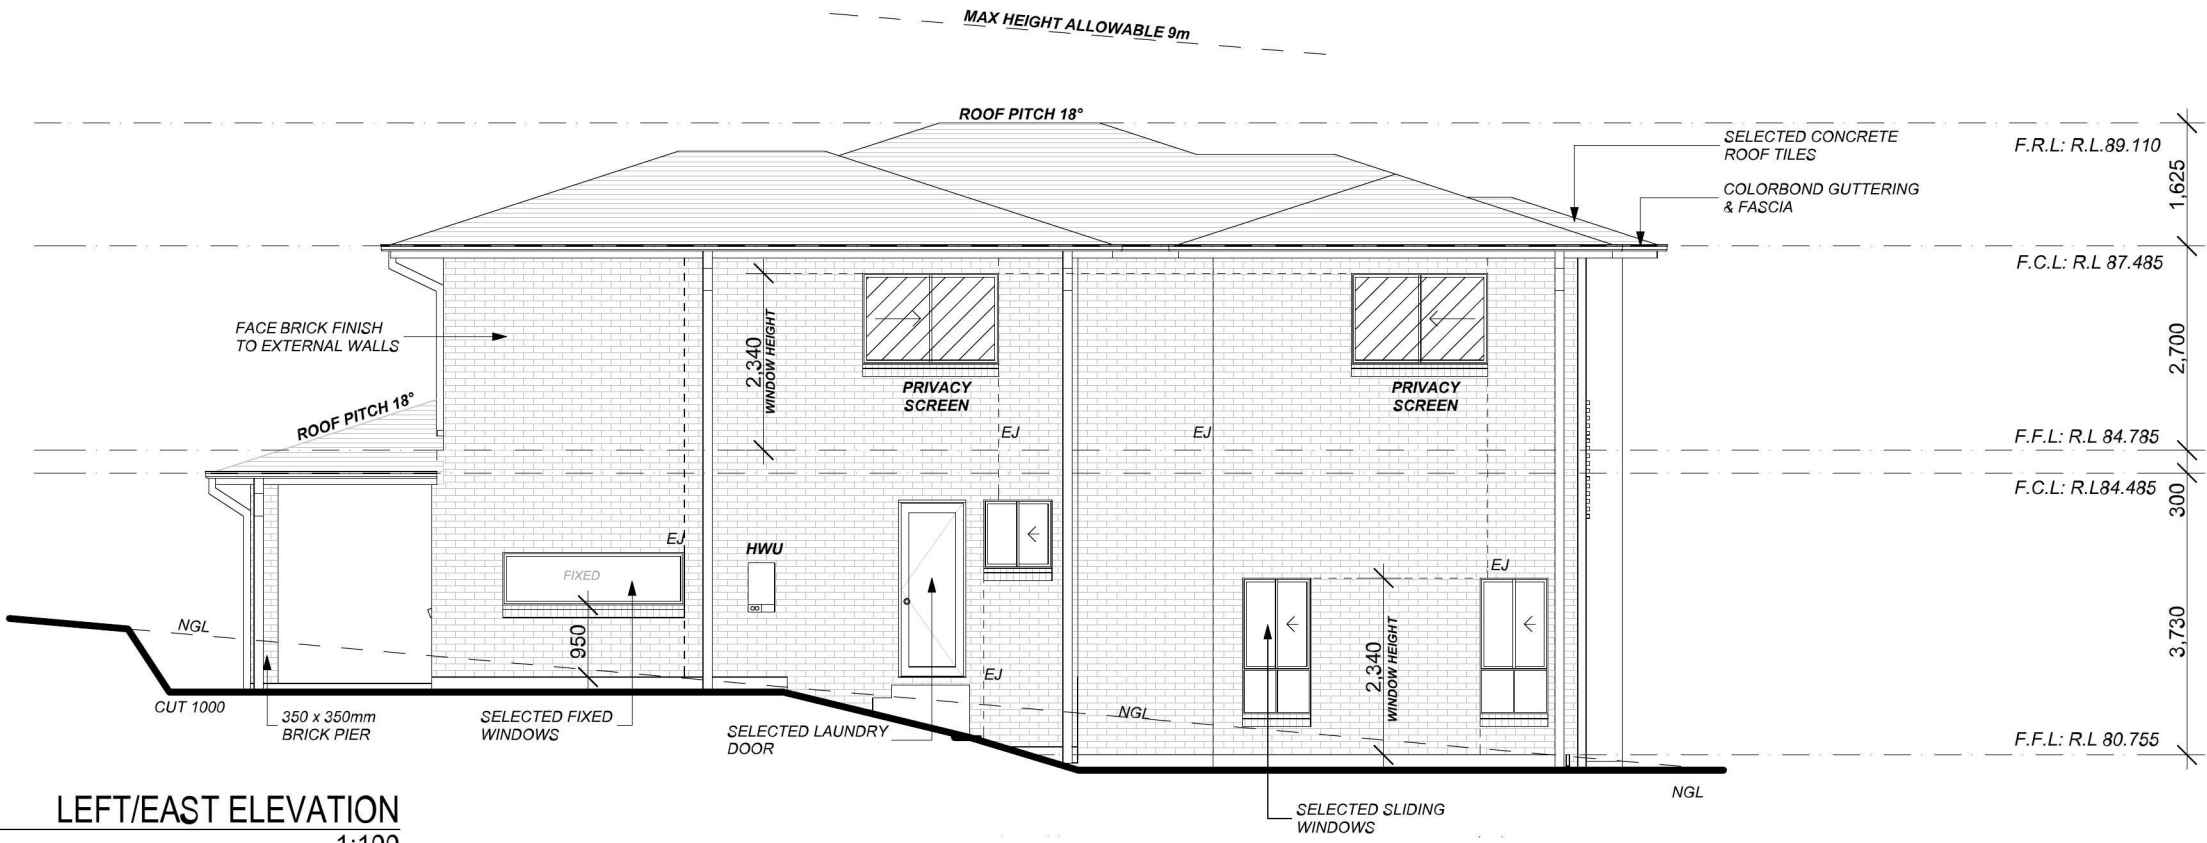 MAX HEIGHT ALLOWABLE 9m
ROOF PITCH 18°
SELECTED CONCRETE
ROOF TILES
F.R.L: R.L.89.110
1,625
COLORBOND GUTTERING
& FASCIA
F.C.L: R.L 87.485
FACE BRICK FINISH
TO EXTERNAL WALLS
2,340
WINDOW HEIGHT
PRIVACY
SCREEN
PRIVACY
SCREEN
2,700
ROOF PITCH 18°
EJ
EJ
F.F.L: R.L 84.785
F.C.L: R.L84.485
300
EJ
HWU
EJ
FIXED
NGL
950
2,340
WINDOW HEIGHT
3,730
EJ
CUT 1000
350 x 350mm
BRICK PIER
SELECTED FIXED
WINDOWS
SELECTED LAUNDRY
DOOR
NGL
F.F.L: R.L 80.755
NGL
LEFT/EAST ELEVATION
1:100
SELECTED SLIDING
WINDOWS